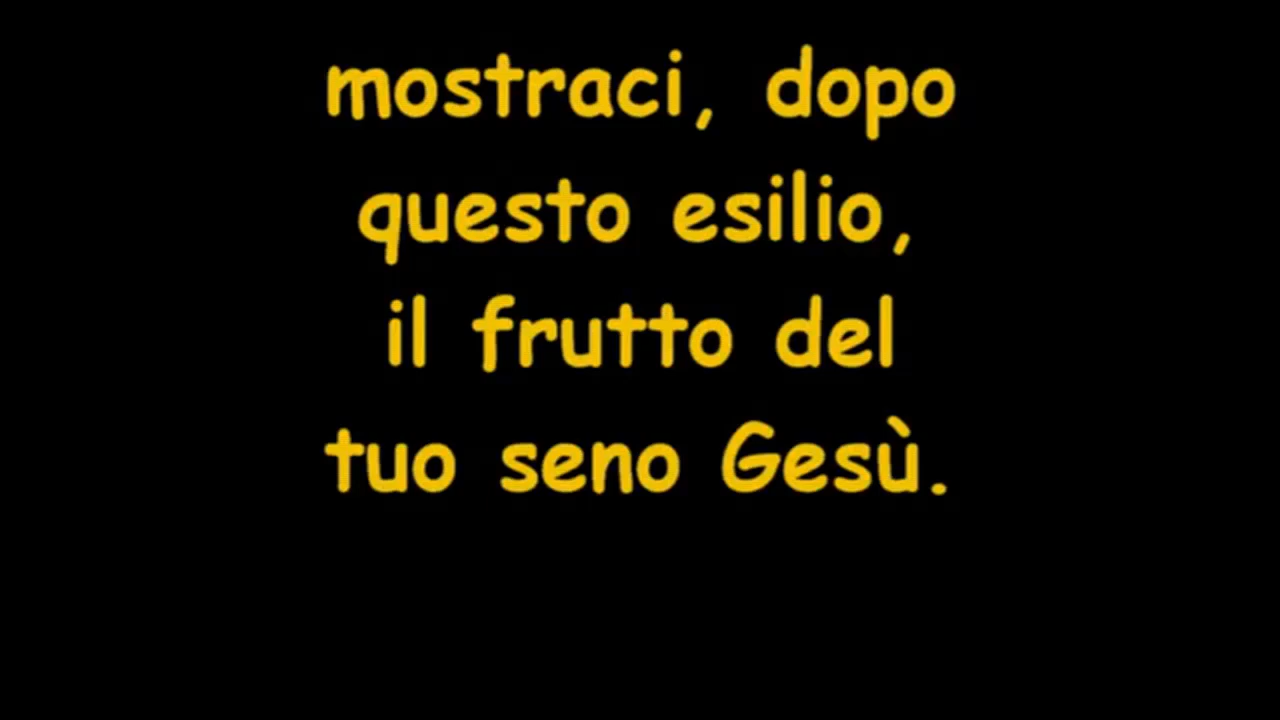 mostraci, dopo
questo esilio,
il frutto del
tuo seno Gesù.